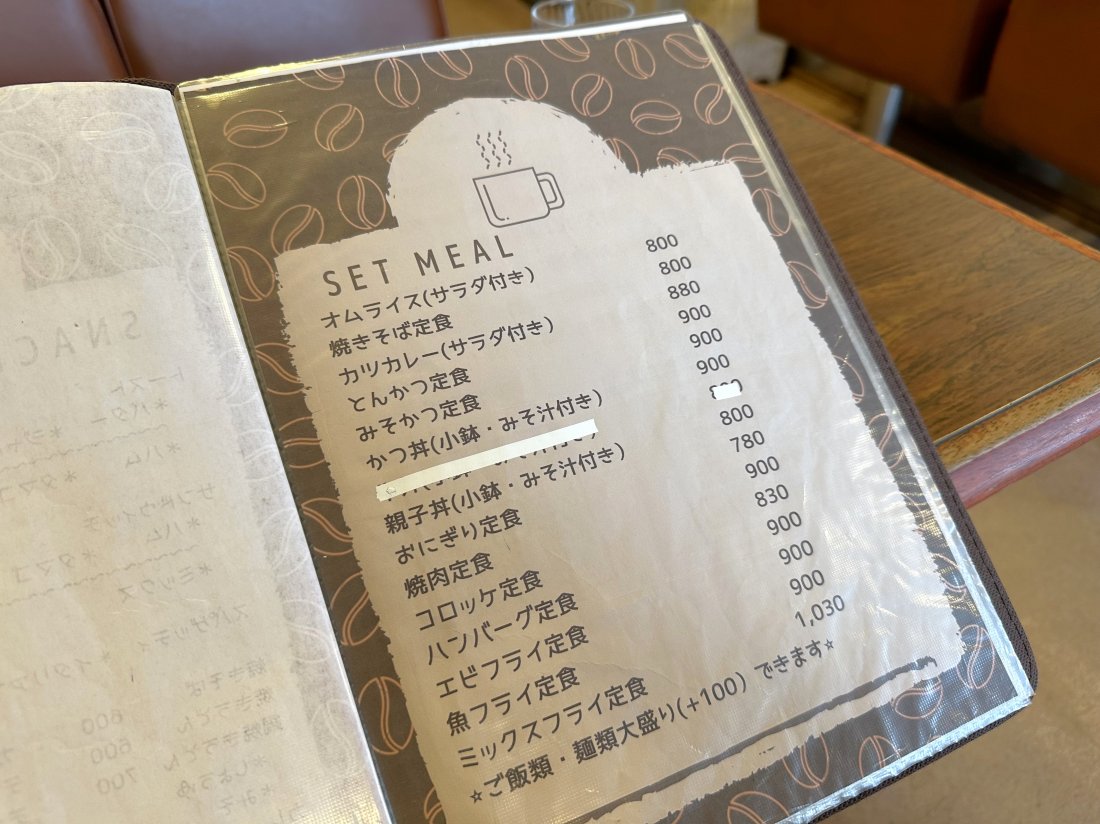 SET MEAL
オムライス(サラダ付き) 800
焼きそば定食 800
カツカレー(サラダ付き) 880
とんかつ定食 900
みそかつ定食 900
かつ丼(小鉢・みそ汁付き) 900
親子丼(小鉢・みそ汁付き) 800
おにぎり定食 780
焼肉定食 900
コロッケ定食 830
ハンバーグ定食 900
エビフライ定食 900
魚フライ定食 900
ミックスフライ定食 1,030
☆ご飯類・麺類大盛り(+100) できます☆